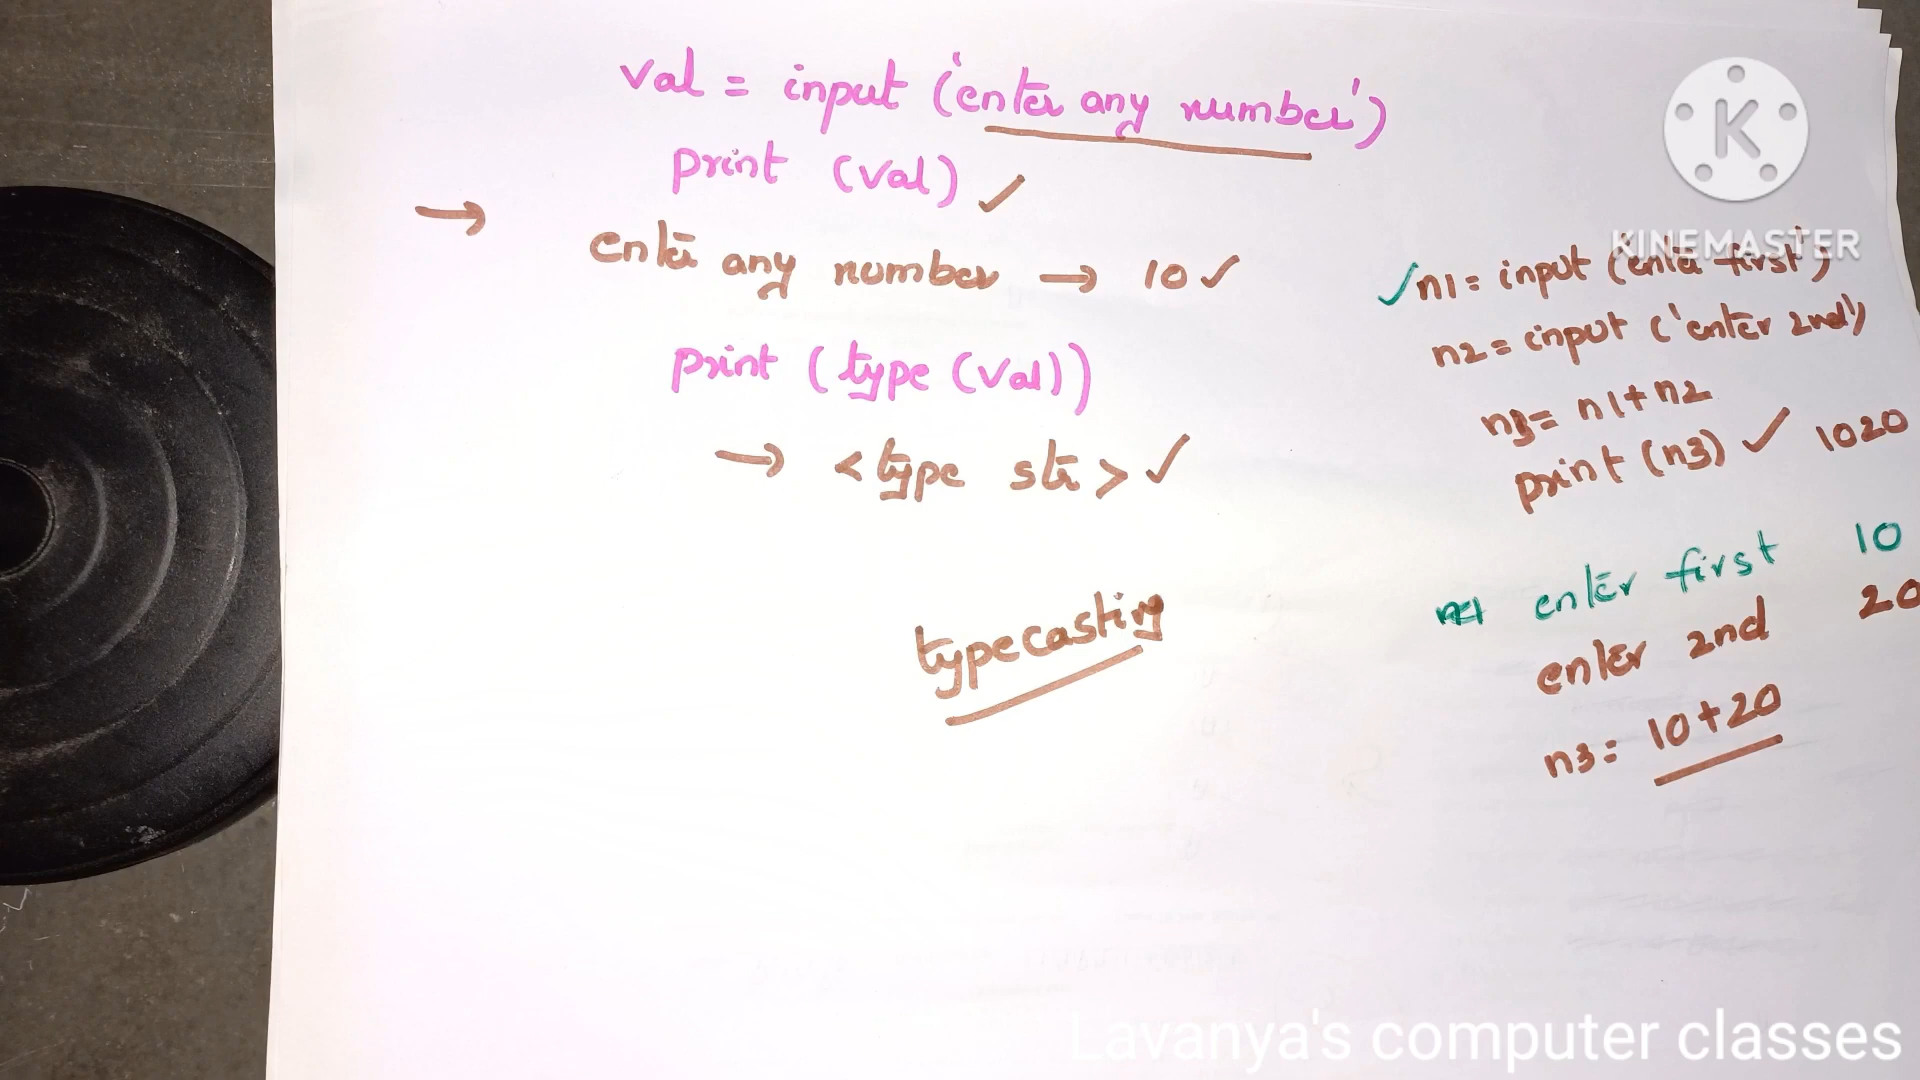 val = input ('enter any number')
print (val) ✓
→
enter any number → 10 ✓
print (type (val))
→ <type str> ✓
typecasting
KINEMASTER
✓ n1 = input ('enter first')
n2 = input ('enter 2nd')
n3 = n1+n2
print (n3) ✓ 1020
enter first 10
enter 2nd 20
n3 = 10+20
Lavanya's computer classes